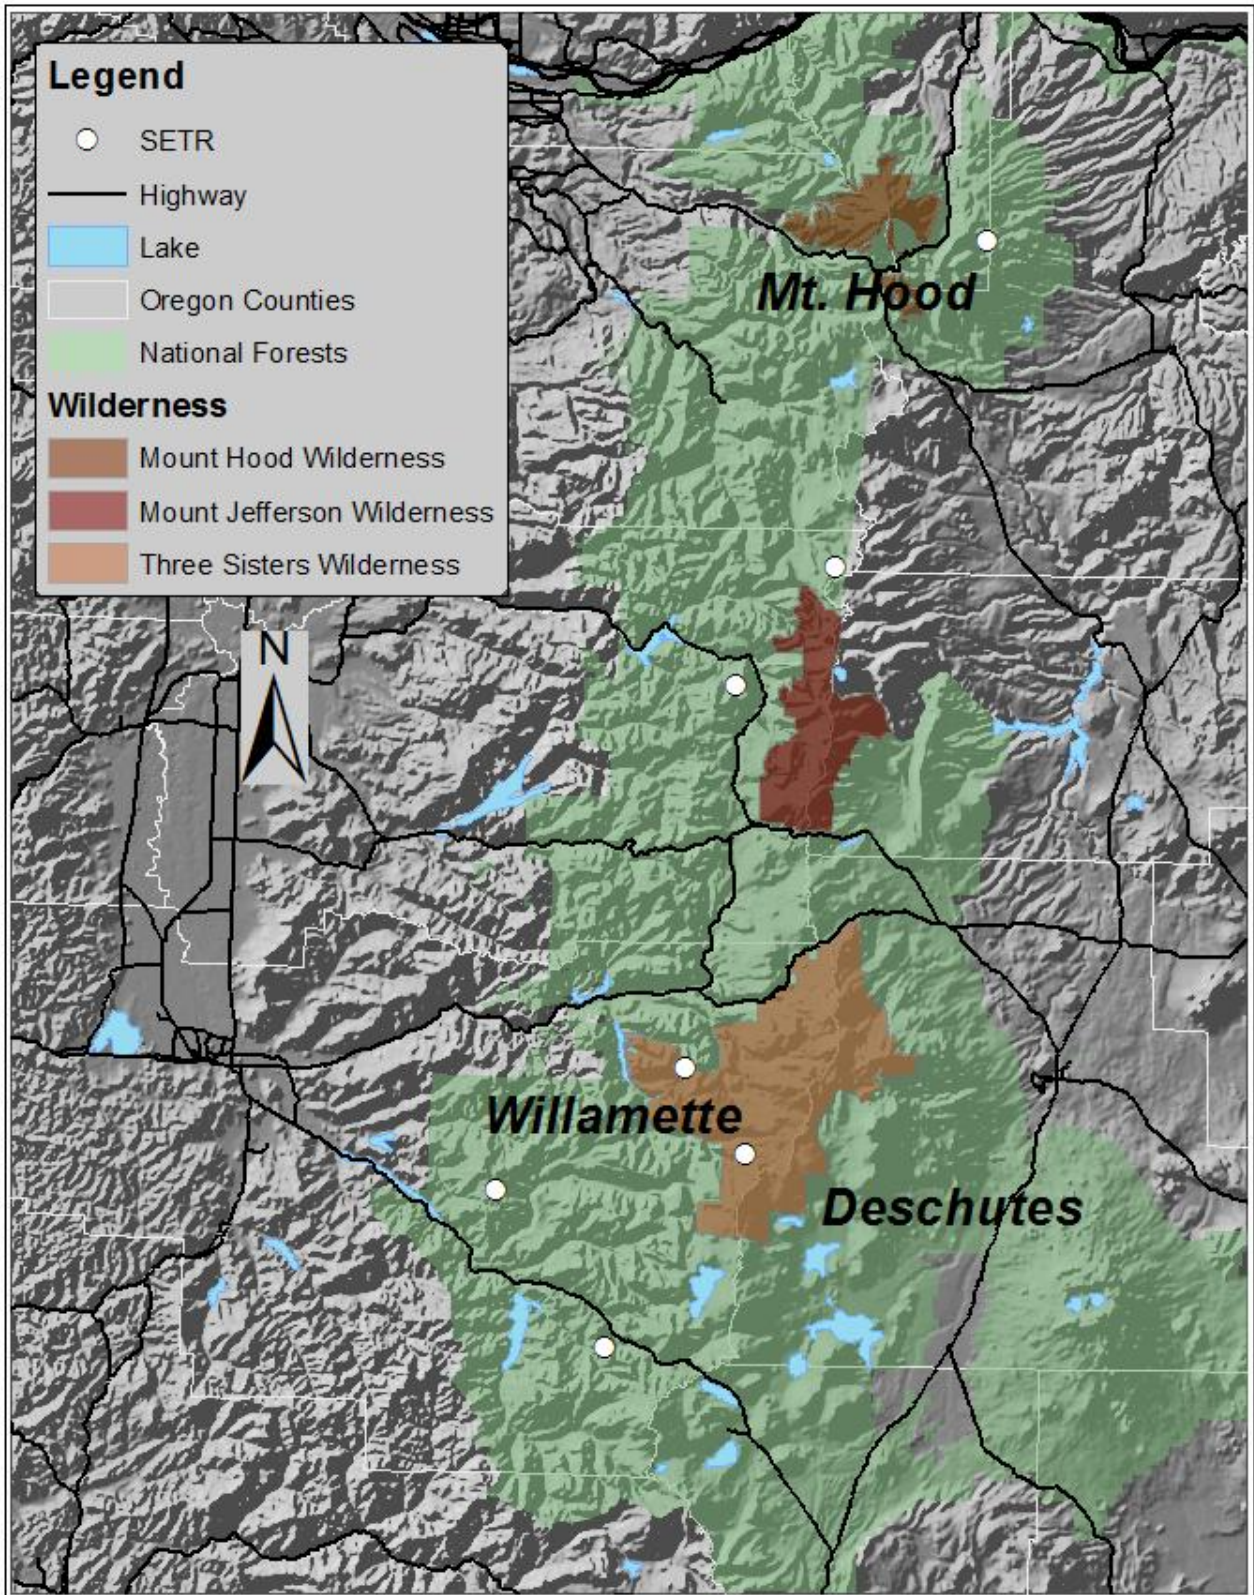 Legend
SETR
Highway
Lake
Oregon Counties
National Forests
Wilderness
Mount Hood Wilderness
Mount Jefferson Wilderness
Three Sisters Wilderness
N
Mt. Hood
Willamette
Deschutes